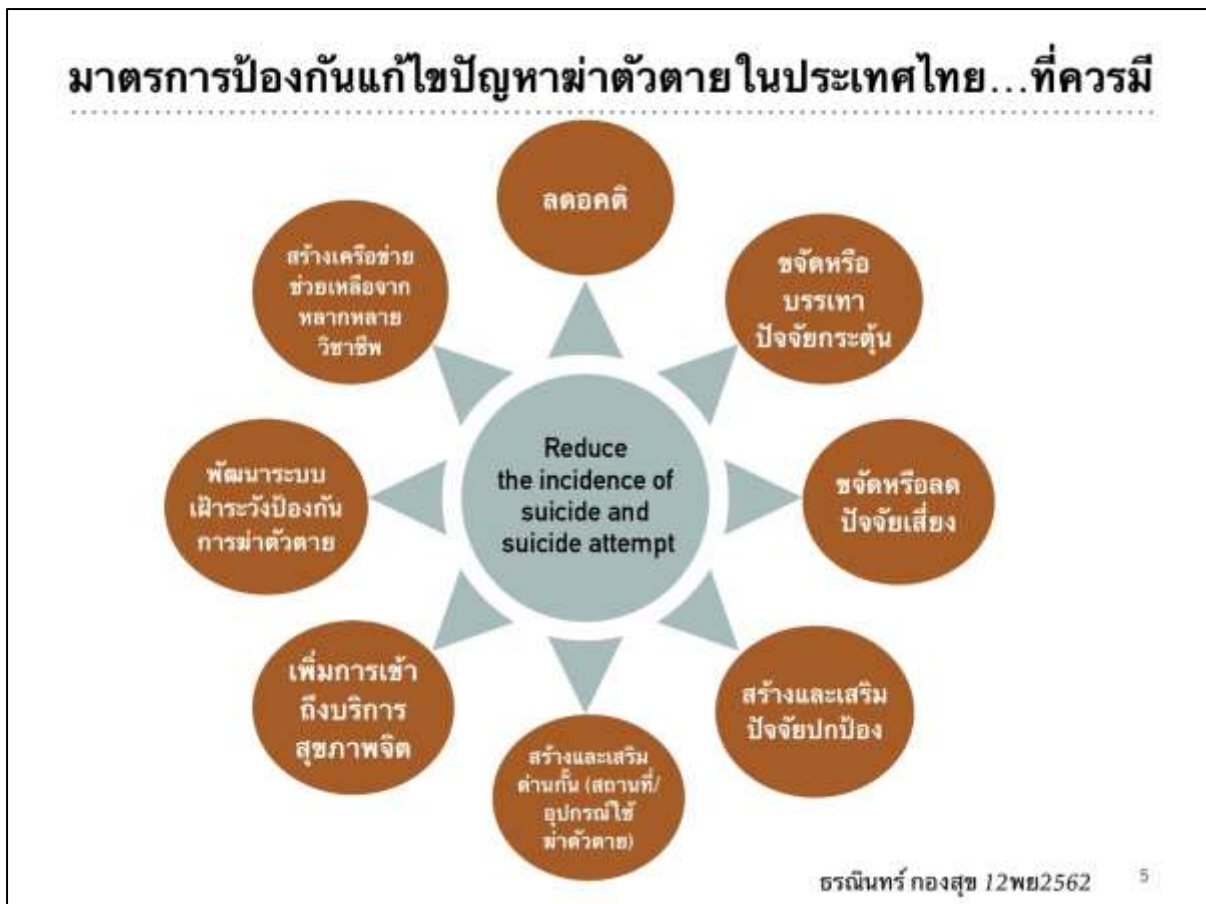 มาตรการป้องกันแก้ไขปัญหาฆ่าตัวตายในประเทศไทย...ที่ควรมี
ลดอคติ
ขจัดหรือ
บรรเทา
ปัจจัยกระตุ้น
ขจัดหรือลด
ปัจจัยเสี่ยง
สร้างและเสริม
ปัจจัยปกป้อง
สร้างและเสริม
ด่านกั้น (สถานที่/
อุปกรณ์ใช้
ฆ่าตัวตาย)
เพิ่มการเข้า
ถึงบริการ
สุขภาพจิต
พัฒนาระบบ
เฝ้าระวังป้องกัน
การฆ่าตัวตาย
สร้างเครือข่าย
ช่วยเหลือจาก
หลากหลาย
วิชาชีพ
Reduce
the incidence of
suicide and
suicide attempt
ธรณินทร์ กองสุข 12พย2562
5